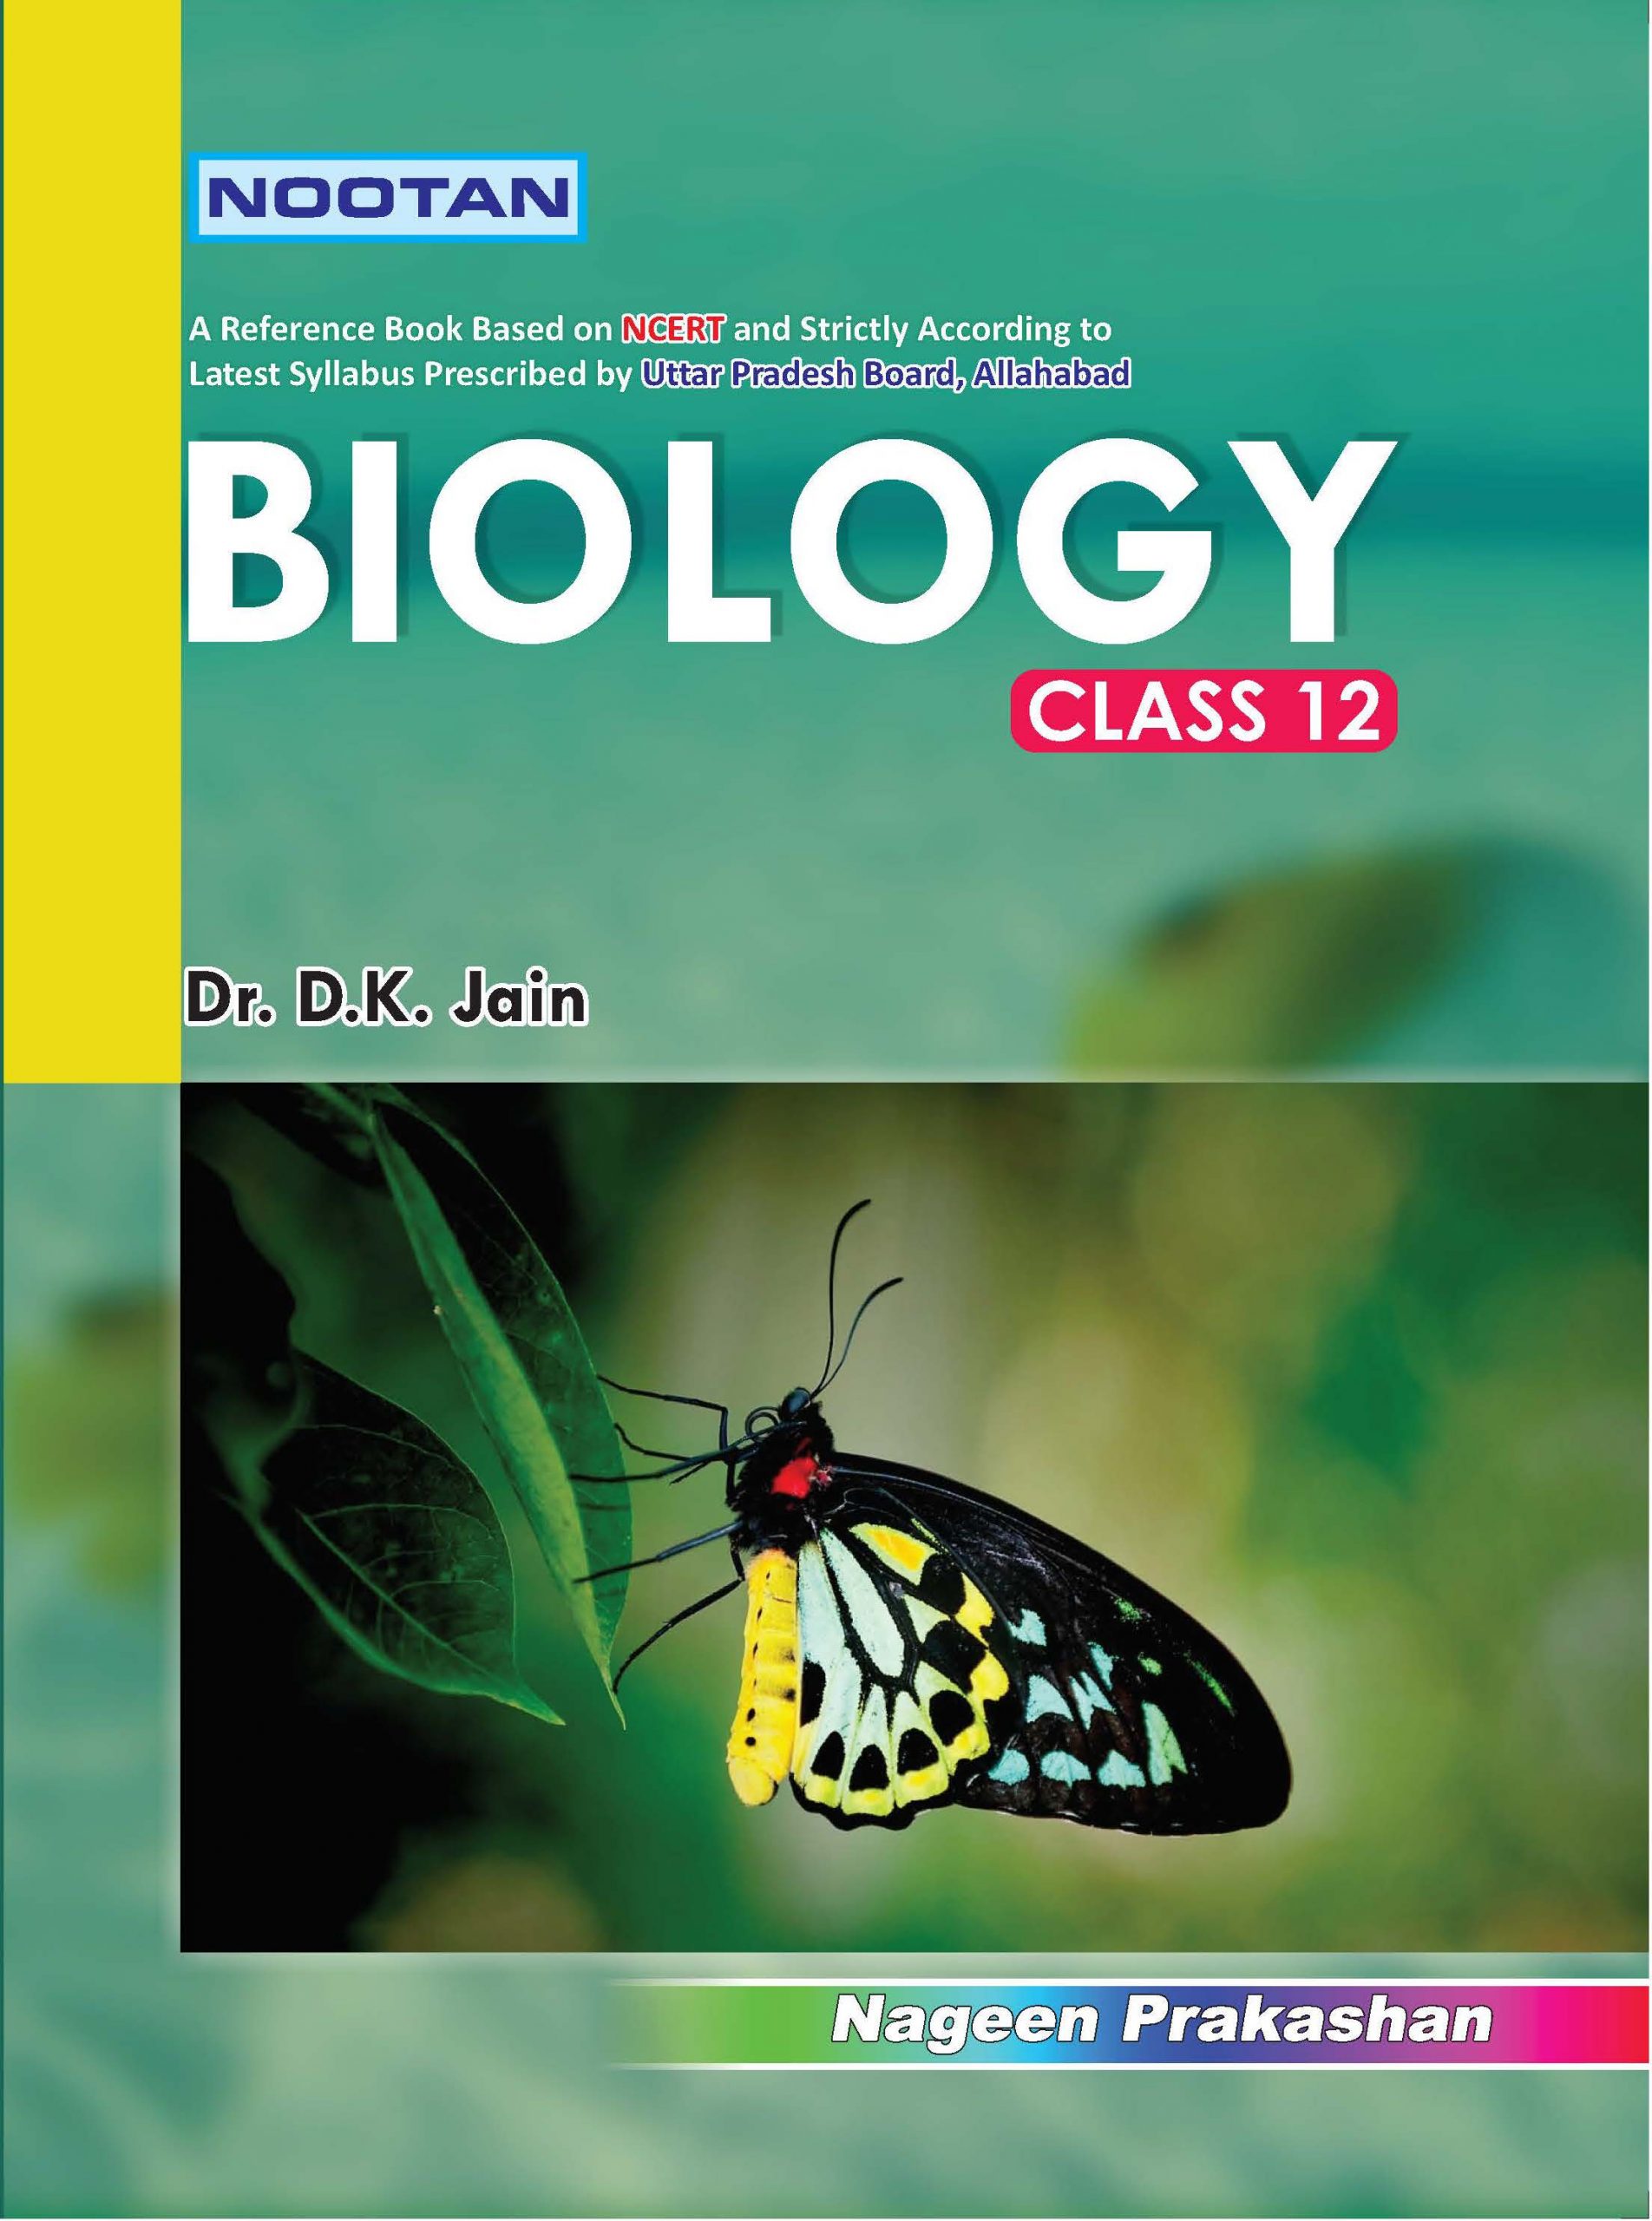 NOOTAN
A Reference Book Based on NCERT and Strictly According to
Latest Syllabus Prescribed by Uttar Pradesh Board, Allahabad
BIOLOGY
CLASS 12
Dr. D.K. Jain
Nageen Prakashan